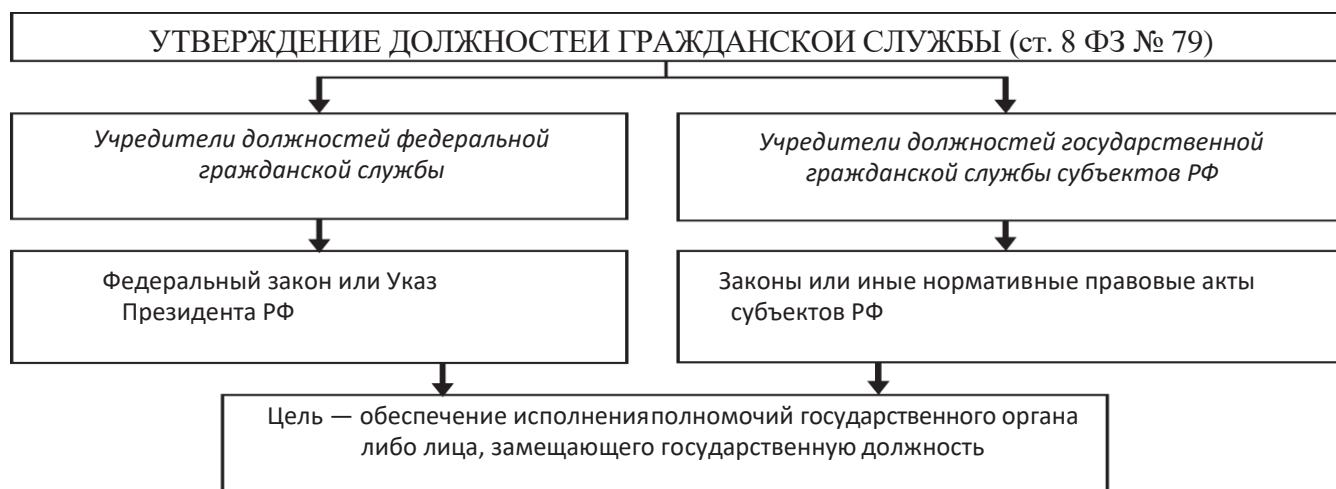 УТВЕРЖДЕНИЕ ДОЛЖНОСТЕИ ГРАЖДАНСКОИ СЛУЖБЫ (ст. 8 ФЗ № 79)
Учредители должностей федеральной
гражданской службы
Учредители должностей государственной
гражданской службы субъектов РФ
Федеральный закон или Указ
Президента РФ
Законы или иные нормативные правовые акты
субъектов РФ
Цель — обеспечение исполнения полномочий государственного органа
либо лица, замещающего государственную должность